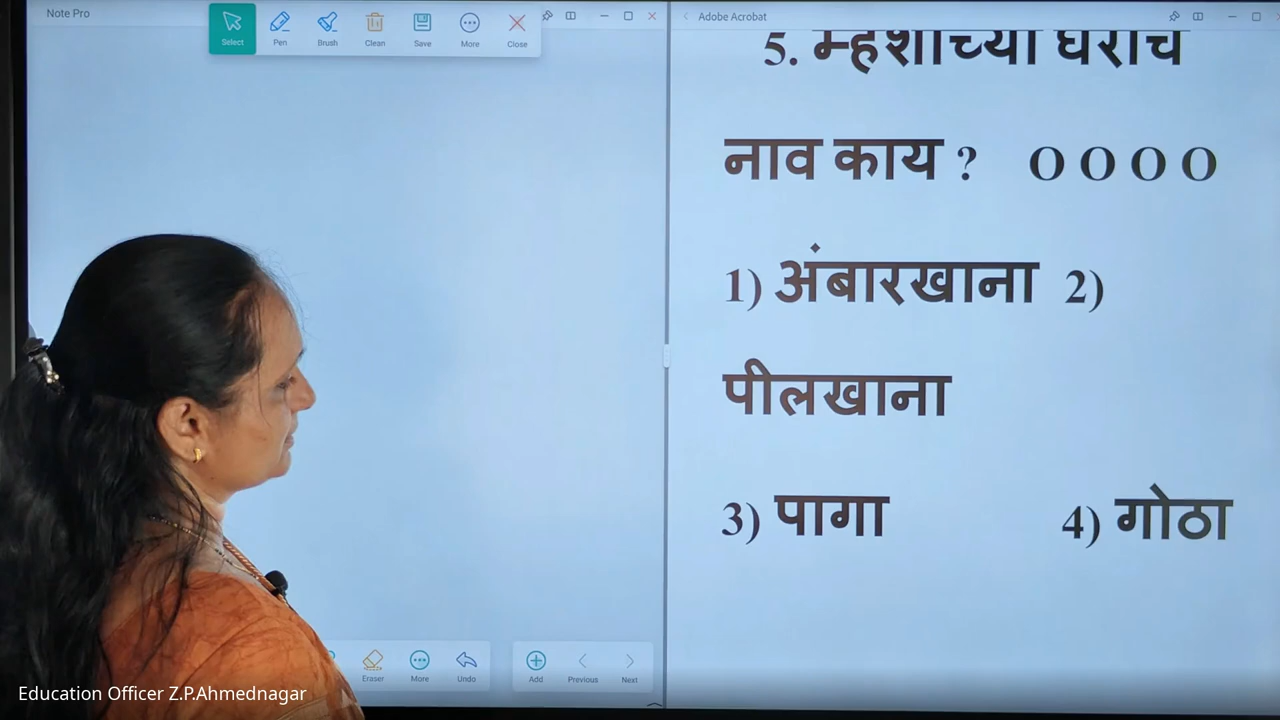 Note Pro
Select
Pen
Brush
Clean
Save
More
Close
Adobe Acrobat
5. म्हशीच्या घराचे
नाव काय ? O O O O
1) अंबारखाना 2)
पीलखाना
3) पागा 4) गोठा
Eraser
More
Undo
Add
Previous
Next
Education Officer Z.P.Ahmednagar